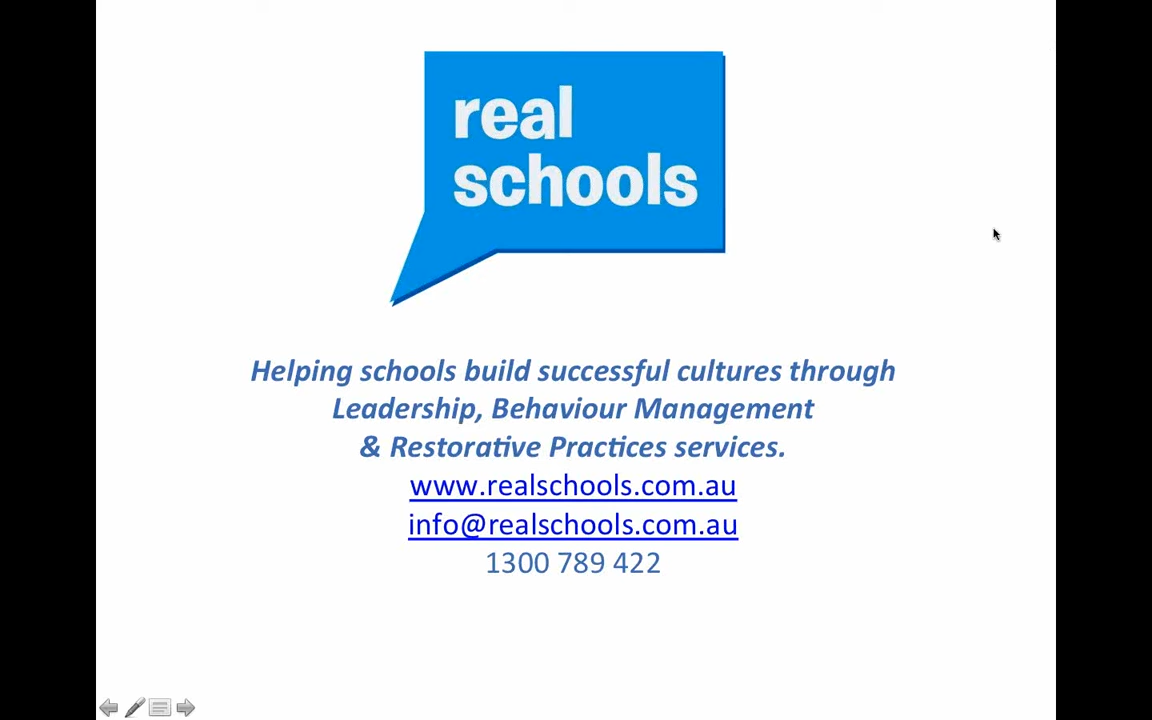 real
schools
Helping schools build successful cultures through
Leadership, Behaviour Management
& Restorative Practices services.
www.realschools.com.au
info@realschools.com.au
1300 789 422